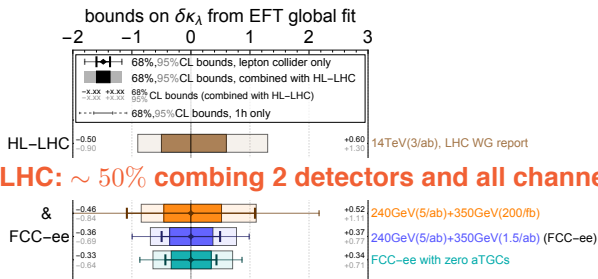 bounds on δκλ from EFT global fit
−2 −1 0 1 2 3
68%,95%CL bounds, lepton collider only
68%,95%CL bounds, combined with HL−LHC
−x.xx +x.xx 68%
−x.xx +x.xx 95% CL bounds (combined with HL−LHC)
68%,95%CL bounds, 1h only
HL−LHC −0.50 +0.60 14TeV(3/ab), LHC WG report
−0.90 +1.30
LHC: ∼ 50% combing 2 detectors and all channe
& −0.46 +0.52 240GeV(5/ab)+350GeV(200/fb)
−0.84 +1.11
FCC−ee −0.36 +0.37 240GeV(5/ab)+350GeV(1.5/ab) (FCC−ee)
−0.69 +0.77
−0.33 +0.34 FCC−ee with zero aTGCs
−0.64 +0.71